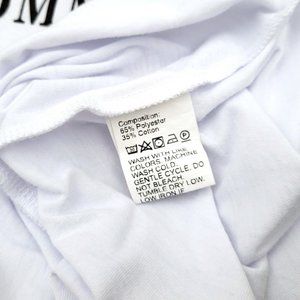 OMM
Composition
65% Polyester
35% Cotton
WASH WITH LIKE
COLORS, MACHINE
WASH COLD.
GENTLE CYCLE. DO
NOT BLEACH.
TUMBLE DRY LOW.
LOW IRON IF